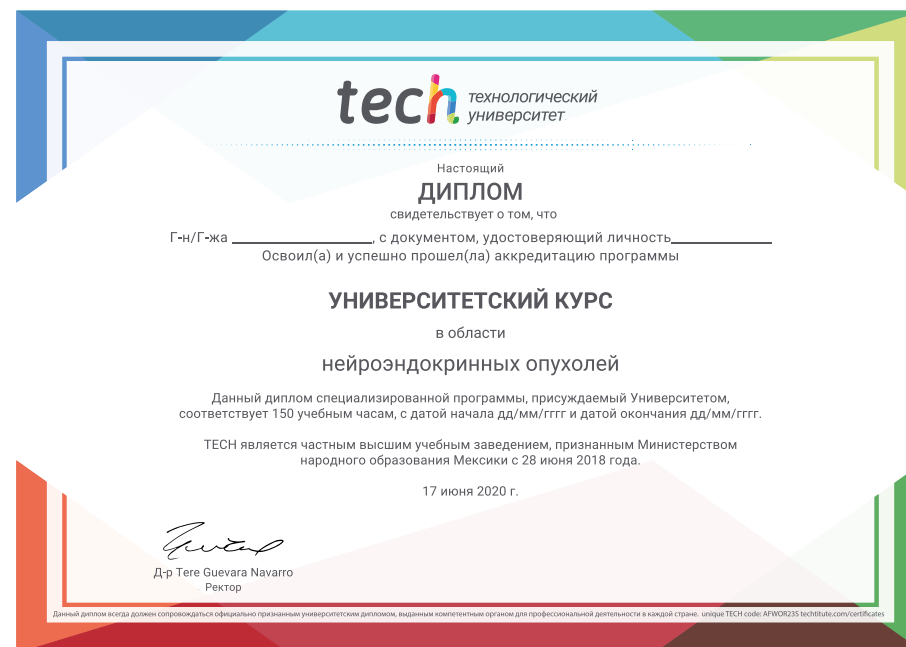 tech технологический университет
Настоящий
ДИПЛОМ
свидетельствует о том, что
Г-н/Г-жа ____________________, с документом, удостоверяющий личность______________
Освоил(а) и успешно прошел(ла) аккредитацию программы
УНИВЕРСИТЕТСКИЙ КУРС
в области
нейроэндокринных опухолей
Данный диплом специализированной программы, присуждаемый Университетом,
соответствует 150 учебным часам, с датой начала дд/мм/гггг и датой окончания дд/мм/гггг.
TECH является частным высшим учебным заведением, признанным Министерством
народного образования Мексики с 28 июня 2018 года.
17 июня 2020 г.
Д-р Tere Guevara Navarro
Ректор
Данный диплом всегда должен сопровождаться официально признанным университетским дипломом, выданным компетентным органом для профессиональной деятельности в каждой стране. unique TECH code: AFWOR23S techtitute.com/certificates